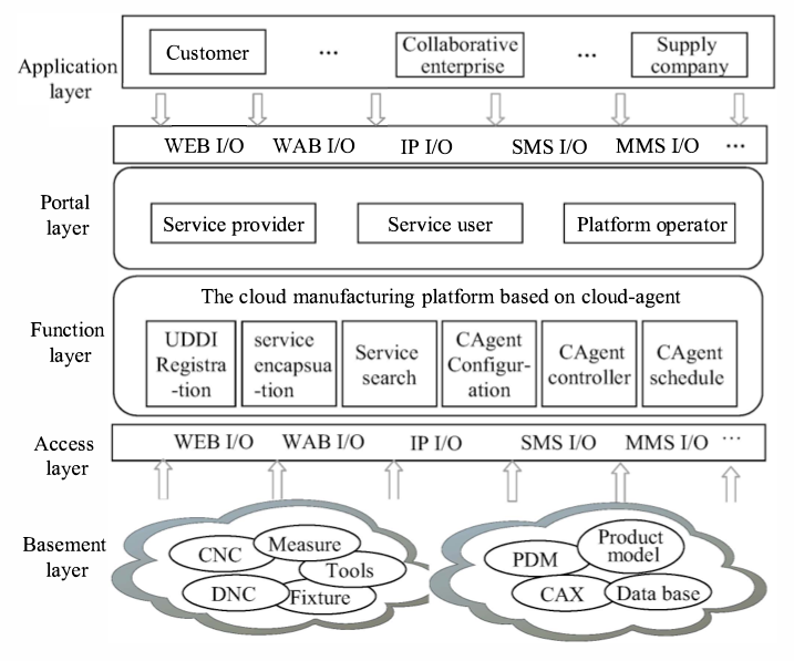 Application
layer
Customer
...
Collaborative
enterprise
...
Supply
company
WEB I/O
WAB I/O
IP I/O
SMS I/O
MMS I/O
...
Portal
layer
Service provider
Service user
Platform operator
Function
layer
The cloud manufacturing platform based on cloud-agent
UDDI
Registra
-tion
service
encapsua
-tion
Service
search
CAgent
Configur-
ation
CAgent
controller
CAgent
schedule
Access
layer
WEB I/O
WAB I/O
IP I/O
SMS I/O
MMS I/O
...
Basement
layer
CNC
Measure
Tools
DNC
Fixture
PDM
Product
model
CAX
Data base